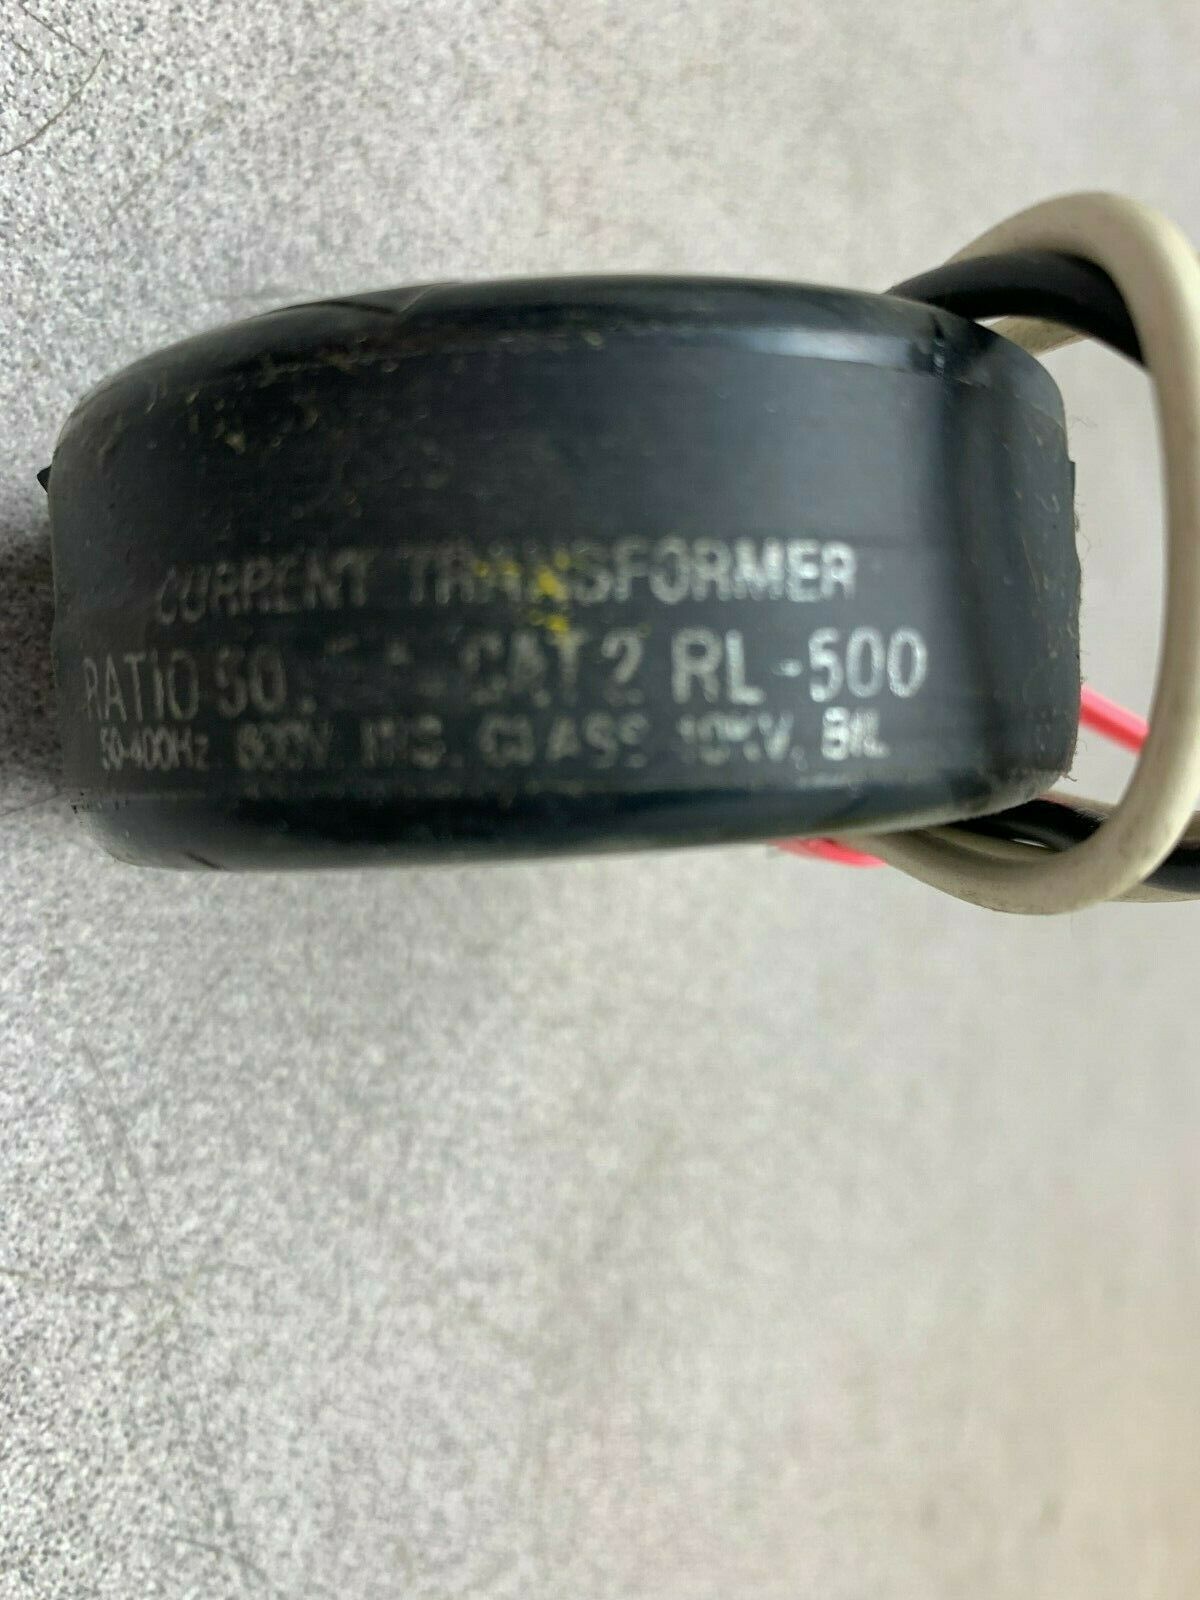 CURRENT TRANSFORMER
RATIO 50: CAT 2 RL-500
50-400Hz. 600V. INS. CLASS 10KV. BIL